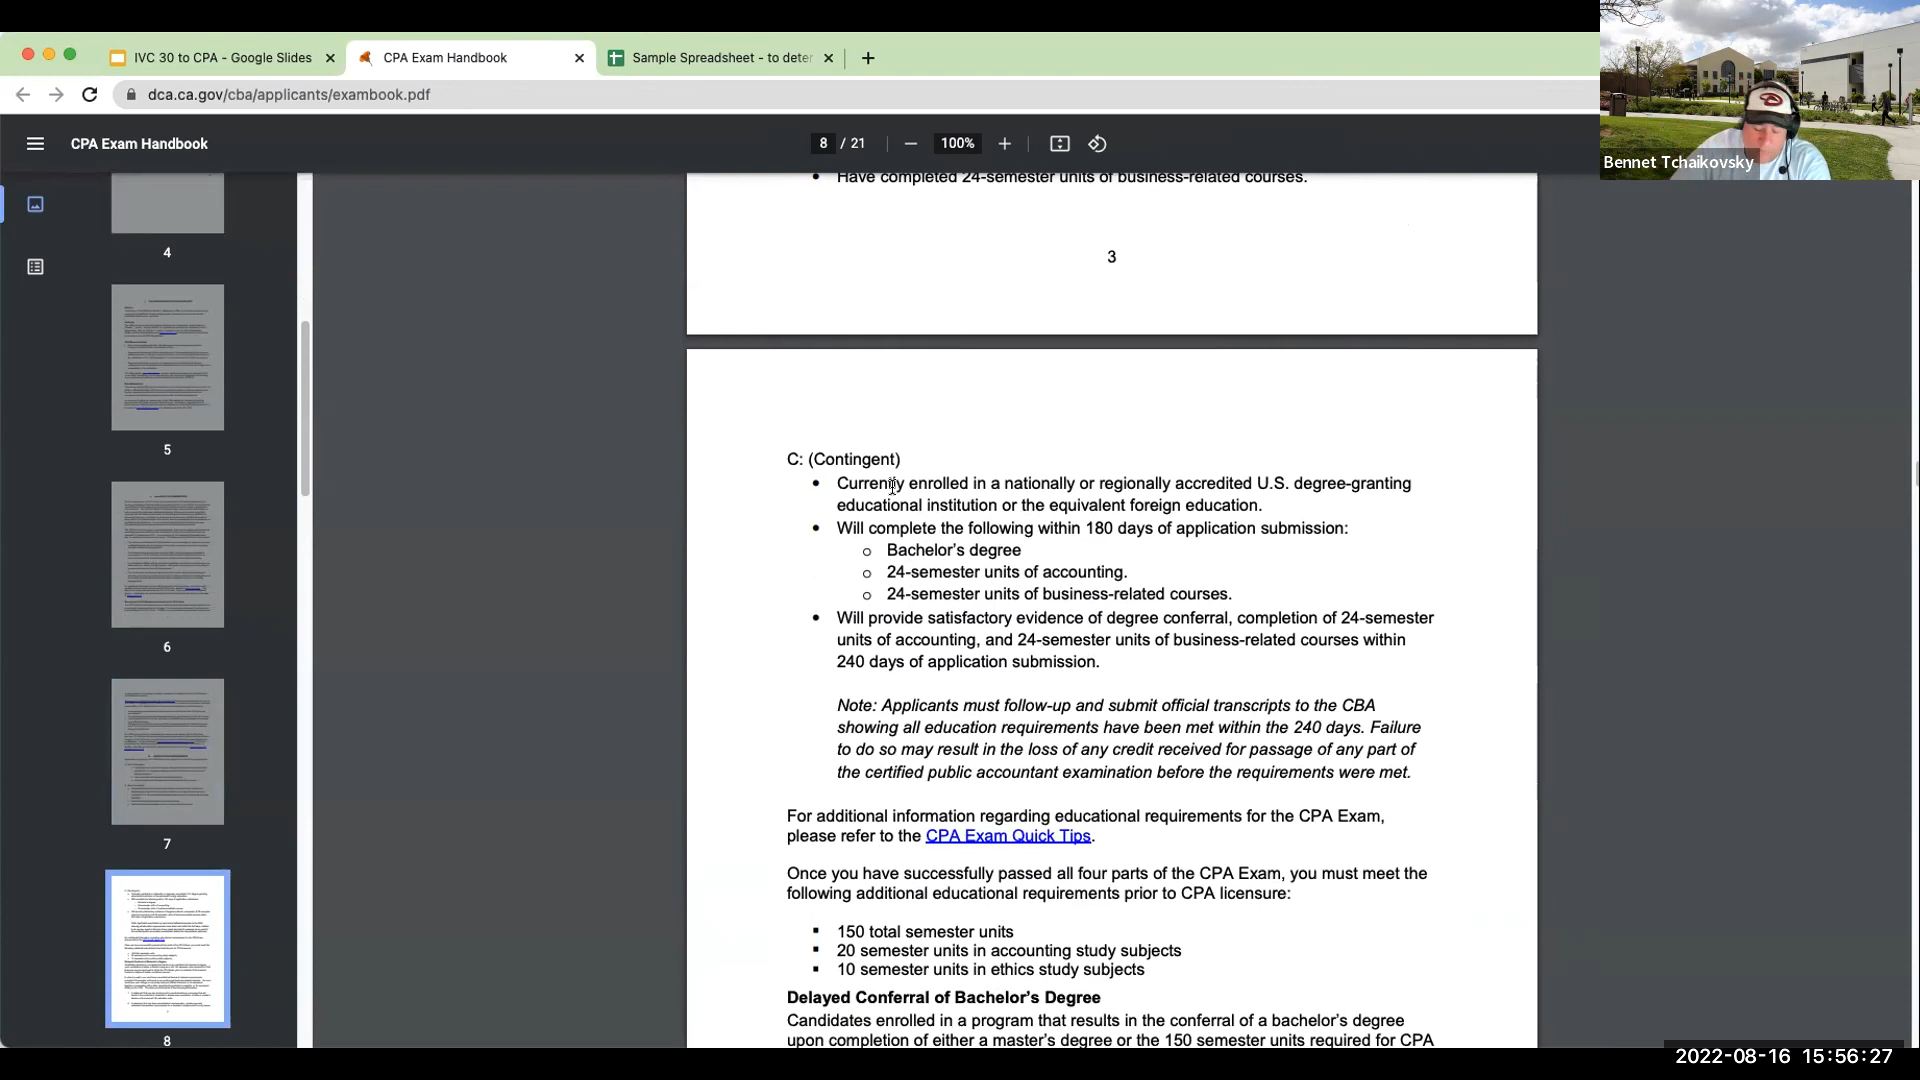 IVC 30 to CPA - Google Slides
CPA Exam Handbook
Sample Spreadsheet - to deter
dca.ca.gov/cba/applicants/exambook.pdf
CPA Exam Handbook
8 / 21
100%
Bennet Tchaikovsky
4
5
6
7
8
• Have completed 24-semester units of business-related courses.
3
C: (Contingent)
• Currently enrolled in a nationally or regionally accredited U.S. degree-granting
educational institution or the equivalent foreign education.
• Will complete the following within 180 days of application submission:
o Bachelor's degree
o 24-semester units of accounting.
o 24-semester units of business-related courses.
• Will provide satisfactory evidence of degree conferral, completion of 24-semester
units of accounting, and 24-semester units of business-related courses within
240 days of application submission.
Note: Applicants must follow-up and submit official transcripts to the CBA
showing all education requirements have been met within the 240 days. Failure
to do so may result in the loss of any credit received for passage of any part of
the certified public accountant examination before the requirements were met.
For additional information regarding educational requirements for the CPA Exam,
please refer to the CPA Exam Quick Tips.
Once you have successfully passed all four parts of the CPA Exam, you must meet the
following additional educational requirements prior to CPA licensure:
▪ 150 total semester units
▪ 20 semester units in accounting study subjects
▪ 10 semester units in ethics study subjects
Delayed Conferral of Bachelor's Degree
Candidates enrolled in a program that results in the conferral of a bachelor's degree
upon completion of either a master's degree or the 150 semester units required for CPA
2022-08-16 15:56:27